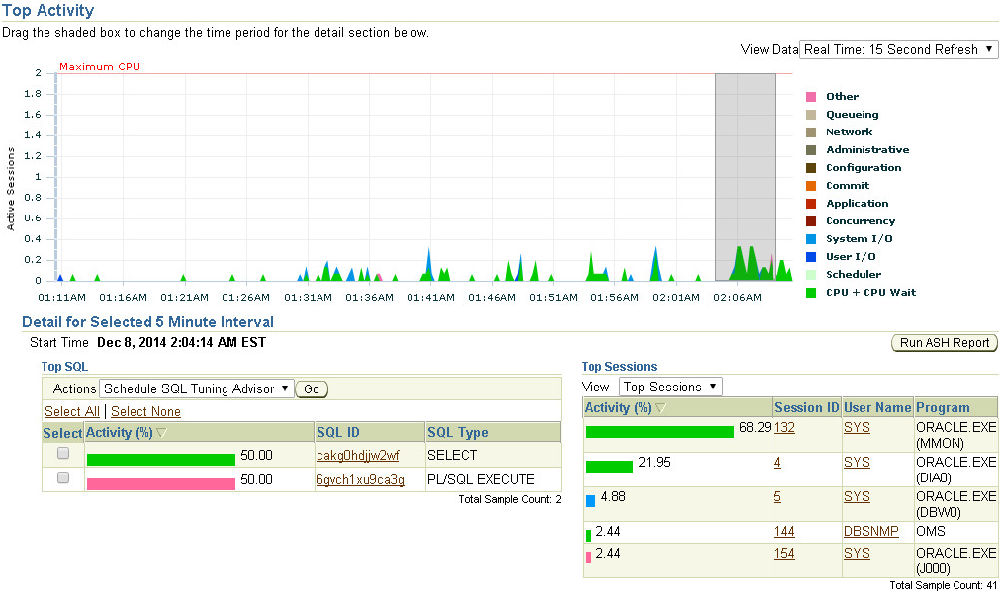 Top Activity
Drag the shaded box to change the time period for the detail section below.
View Data Real Time: 15 Second Refresh ▼
Maximum CPU
2
1.8
1.6
1.4
1.2
1
0.8
0.6
0.4
0.2
0
Active Sessions
01:11AM 01:16AM 01:21AM 01:26AM 01:31AM 01:36AM 01:41AM 01:46AM 01:51AM 01:56AM 02:01AM 02:06AM
Other
Queueing
Network
Administrative
Configuration
Commit
Application
Concurrency
System I/O
User I/O
Scheduler
CPU + CPU Wait
Detail for Selected 5 Minute Interval
Start Time Dec 8, 2014 2:04:14 AM EST
Run ASH Report
Top SQL
Actions Schedule SQL Tuning Advisor ▼ Go
Select All | Select None
Select Activity (%) ▽ SQL ID SQL Type
50.00 cakg0hdjjw2wf SELECT
50.00 6gvch1xu9ca3g PL/SQL EXECUTE
Total Sample Count: 2
Top Sessions
View Top Sessions ▼
Activity (%) ▽ Session ID User Name Program
68.29 132 SYS ORACLE.EXE
(MMON)
21.95 4 SYS ORACLE.EXE
(DIA0)
4.88 5 SYS ORACLE.EXE
(DBW0)
2.44 144 DBSNMP OMS
2.44 154 SYS ORACLE.EXE
(J000)
Total Sample Count: 41